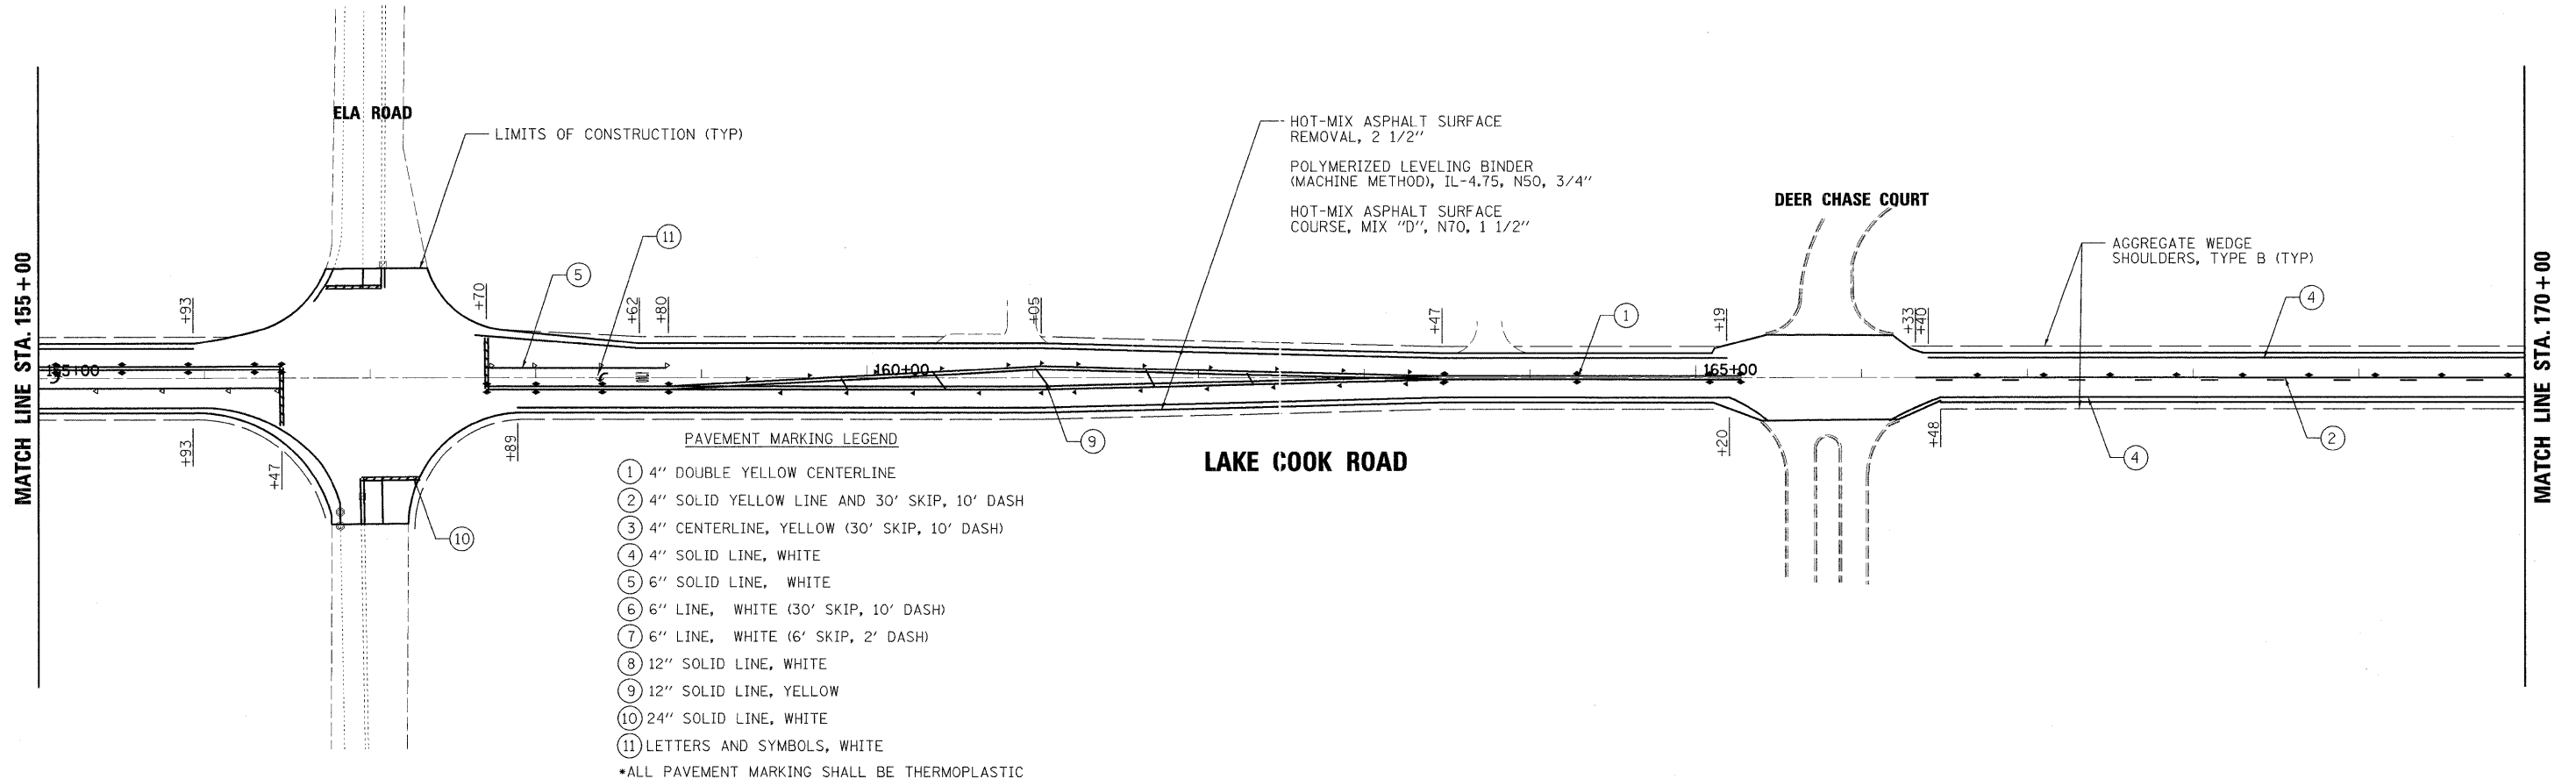 ELA ROAD
LIMITS OF CONSTRUCTION (TYP)
HOT-MIX ASPHALT SURFACE
REMOVAL, 2 1/2"
POLYMERIZED LEVELING BINDER
(MACHINE METHOD), IL-4.75, N50, 3/4"
HOT-MIX ASPHALT SURFACE
COURSE, MIX "D", N70, 1 1/2"
DEER CHASE COURT
AGGREGATE WEDGE
SHOULDERS, TYPE B (TYP)
MATCH LINE STA. 155+00
MATCH LINE STA. 170+00
11
5
4
1
+93
+70
+62
+80
+05
+47
+19
+33
+40
155+00
160+00
165+00
+93
+47
+89
9
+20
+48
4
2
10
LAKE COOK ROAD
PAVEMENT MARKING LEGEND
1 4" DOUBLE YELLOW CENTERLINE
2 4" SOLID YELLOW LINE AND 30' SKIP, 10' DASH
3 4" CENTERLINE, YELLOW (30' SKIP, 10' DASH)
4 4" SOLID LINE, WHITE
5 6" SOLID LINE, WHITE
6 6" LINE, WHITE (30' SKIP, 10' DASH)
7 6" LINE, WHITE (6' SKIP, 2' DASH)
8 12" SOLID LINE, WHITE
9 12" SOLID LINE, YELLOW
10 24" SOLID LINE, WHITE
11 LETTERS AND SYMBOLS, WHITE
*ALL PAVEMENT MARKING SHALL BE THERMOPLASTIC